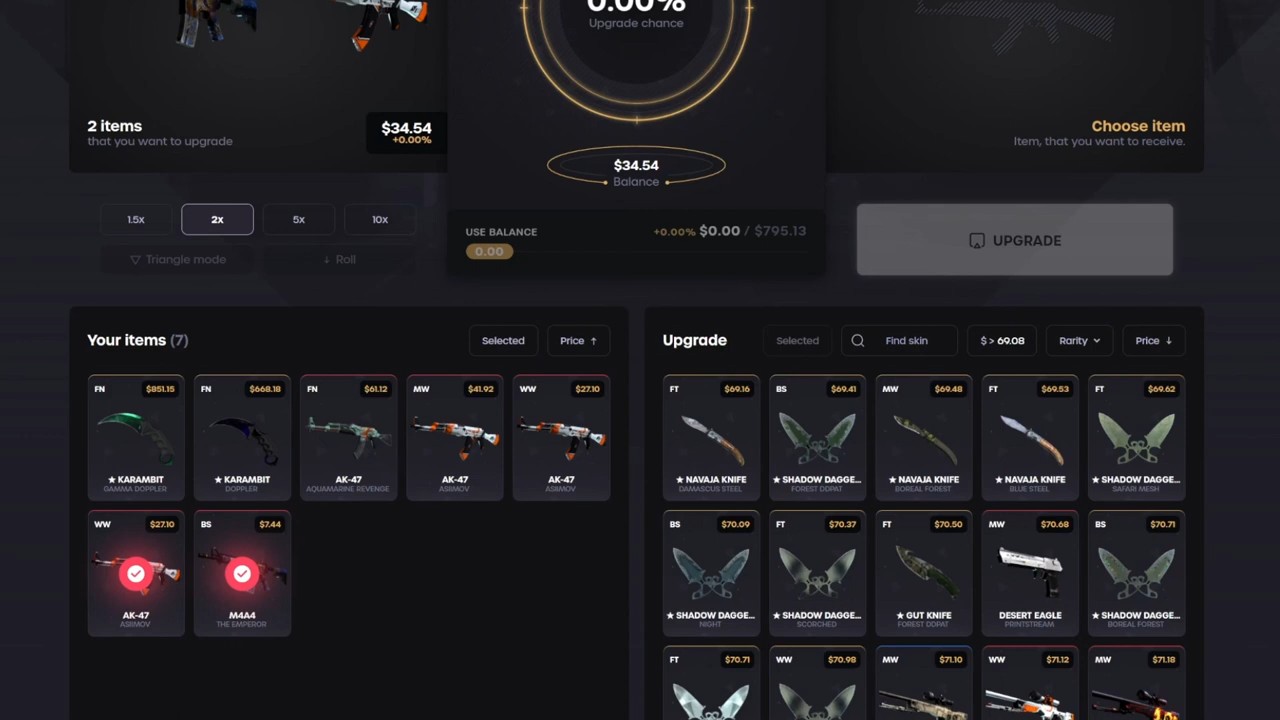 0.00%
Upgrade chance
2 items
that you want to upgrade
$34.54
+0.00%
$34.54
Balance
Choose item
Item, that you want to receive.
1.5x
2x
5x
10x
Triangle mode
Roll
USE BALANCE
+0.00% $0.00 / $795.13
0.00
UPGRADE
Your items (7)
Selected
Price
FN $851.15
★ KARAMBIT
GAMMA DOPPLER
FN $668.18
★ KARAMBIT
DOPPLER
FN $61.12
AK-47
AQUAMARINE REVENGE
MW $41.92
AK-47
ASIIMOV
WW $27.10
AK-47
ASIIMOV
WW $27.10
AK-47
ASIIMOV
BS $7.44
M4A4
THE EMPEROR
Upgrade
Selected
Find skin
$ > 69.08
Rarity
Price
FT $69.16
★ NAVAJA KNIFE
DAMASCUS STEEL
BS $69.41
★ SHADOW DAGGE...
FOREST DDPAT
MW $69.48
★ NAVAJA KNIFE
BOREAL FOREST
FT $69.53
★ NAVAJA KNIFE
BLUE STEEL
FT $69.62
★ SHADOW DAGGE...
SAFARI MESH
BS $70.09
★ SHADOW DAGGE...
NIGHT
FT $70.37
★ SHADOW DAGGE...
SCORCHED
FT $70.50
★ GUT KNIFE
FOREST DDPAT
MW $70.68
DESERT EAGLE
PRINTSTREAM
BS $70.71
★ SHADOW DAGGE...
BOREAL FOREST
FT $70.71
WW $70.98
MW $71.10
WW $71.12
MW $71.18